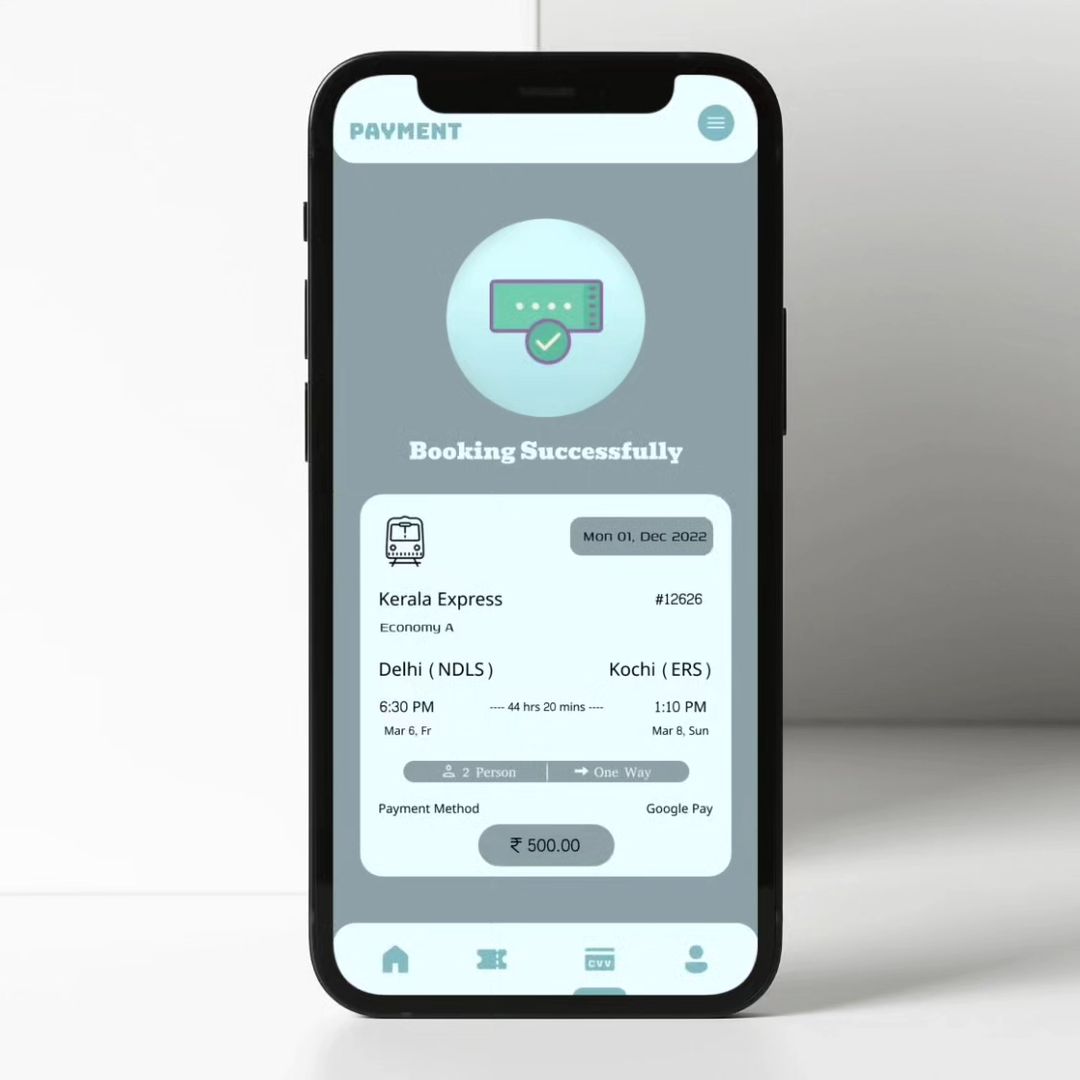 PAYMENT
Booking Successfully
Mon 01, Dec 2022
Kerala Express #12626
Economy A
Delhi (NDLS) Kochi (ERS)
6:30 PM ---- 44 hrs 20 mins ---- 1:10 PM
Mar 6, Fr Mar 8, Sun
2 Person | One Way
Payment Method Google Pay
₹ 500.00
CVV